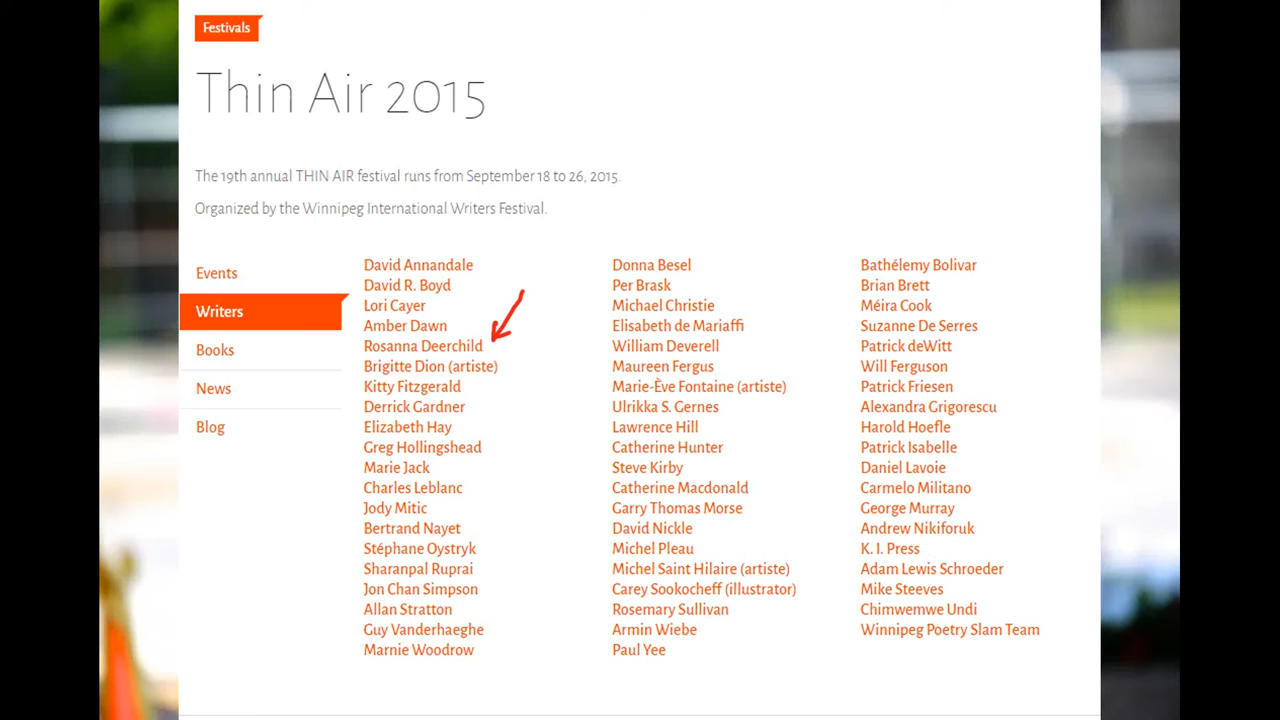 Festivals
Thin Air 2015
The 19th annual THIN AIR festival runs from September 18 to 26, 2015.
Organized by the Winnipeg International Writers Festival.
Events
Writers
Books
News
Blog
David Annandale
David R. Boyd
Lori Cayer
Amber Dawn
Rosanna Deerchild
Brigitte Dion (artiste)
Kitty Fitzgerald
Derrick Gardner
Elizabeth Hay
Greg Hollingshead
Marie Jack
Charles Leblanc
Jody Mitic
Bertrand Nayet
Stéphane Oystryk
Sharanpal Ruprai
Jon Chan Simpson
Allan Stratton
Guy Vanderhaeghe
Marnie Woodrow
Donna Besel
Per Brask
Michael Christie
Elisabeth de Mariaffi
William Deverell
Maureen Fergus
Marie-Ève Fontaine (artiste)
Ulrikka S. Gernes
Lawrence Hill
Catherine Hunter
Steve Kirby
Catherine Macdonald
Garry Thomas Morse
David Nickle
Michel Pleau
Michel Saint Hilaire (artiste)
Carey Sookocheff (illustrator)
Rosemary Sullivan
Armin Wiebe
Paul Yee
Bathélemy Bolivar
Brian Brett
Méira Cook
Suzanne De Serres
Patrick deWitt
Will Ferguson
Patrick Friesen
Alexandra Grigorescu
Harold Hoefle
Patrick Isabelle
Daniel Lavoie
Carmelo Militano
George Murray
Andrew Nikiforuk
K. I. Press
Adam Lewis Schroeder
Mike Steeves
Chimwemwe Undi
Winnipeg Poetry Slam Team